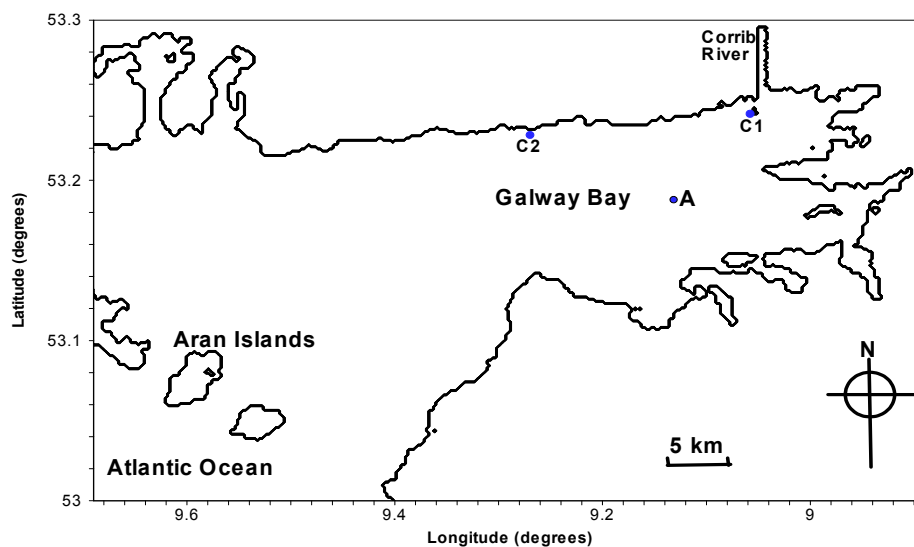 53.3
Corrib
River
C1
C2
53.2
Galway Bay
A
Latitude (degrees)
53.1
Aran Islands
N
5 km
Atlantic Ocean
53
9.6
9.4
9.2
9
Longitude (degrees)